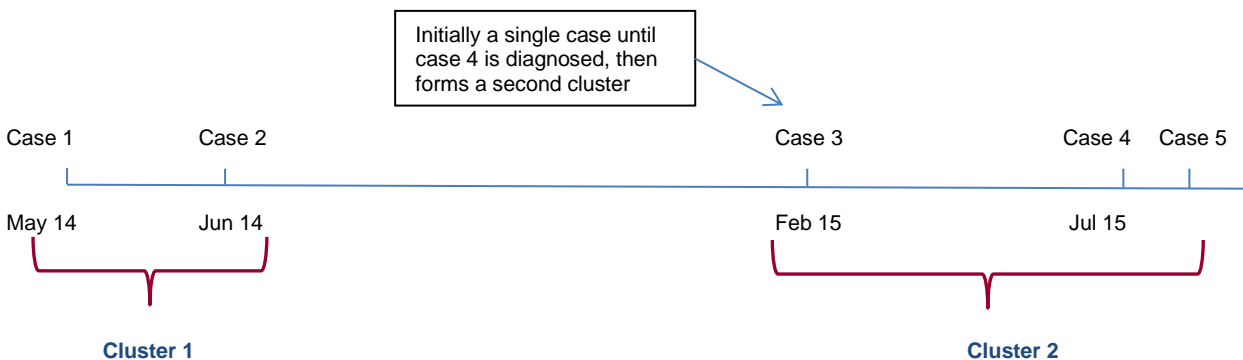 Initially a single case until
case 4 is diagnosed, then
forms a second cluster
Case 1 Case 2 Case 3 Case 4 Case 5
May 14 Jun 14 Feb 15 Jul 15
Cluster 1 Cluster 2